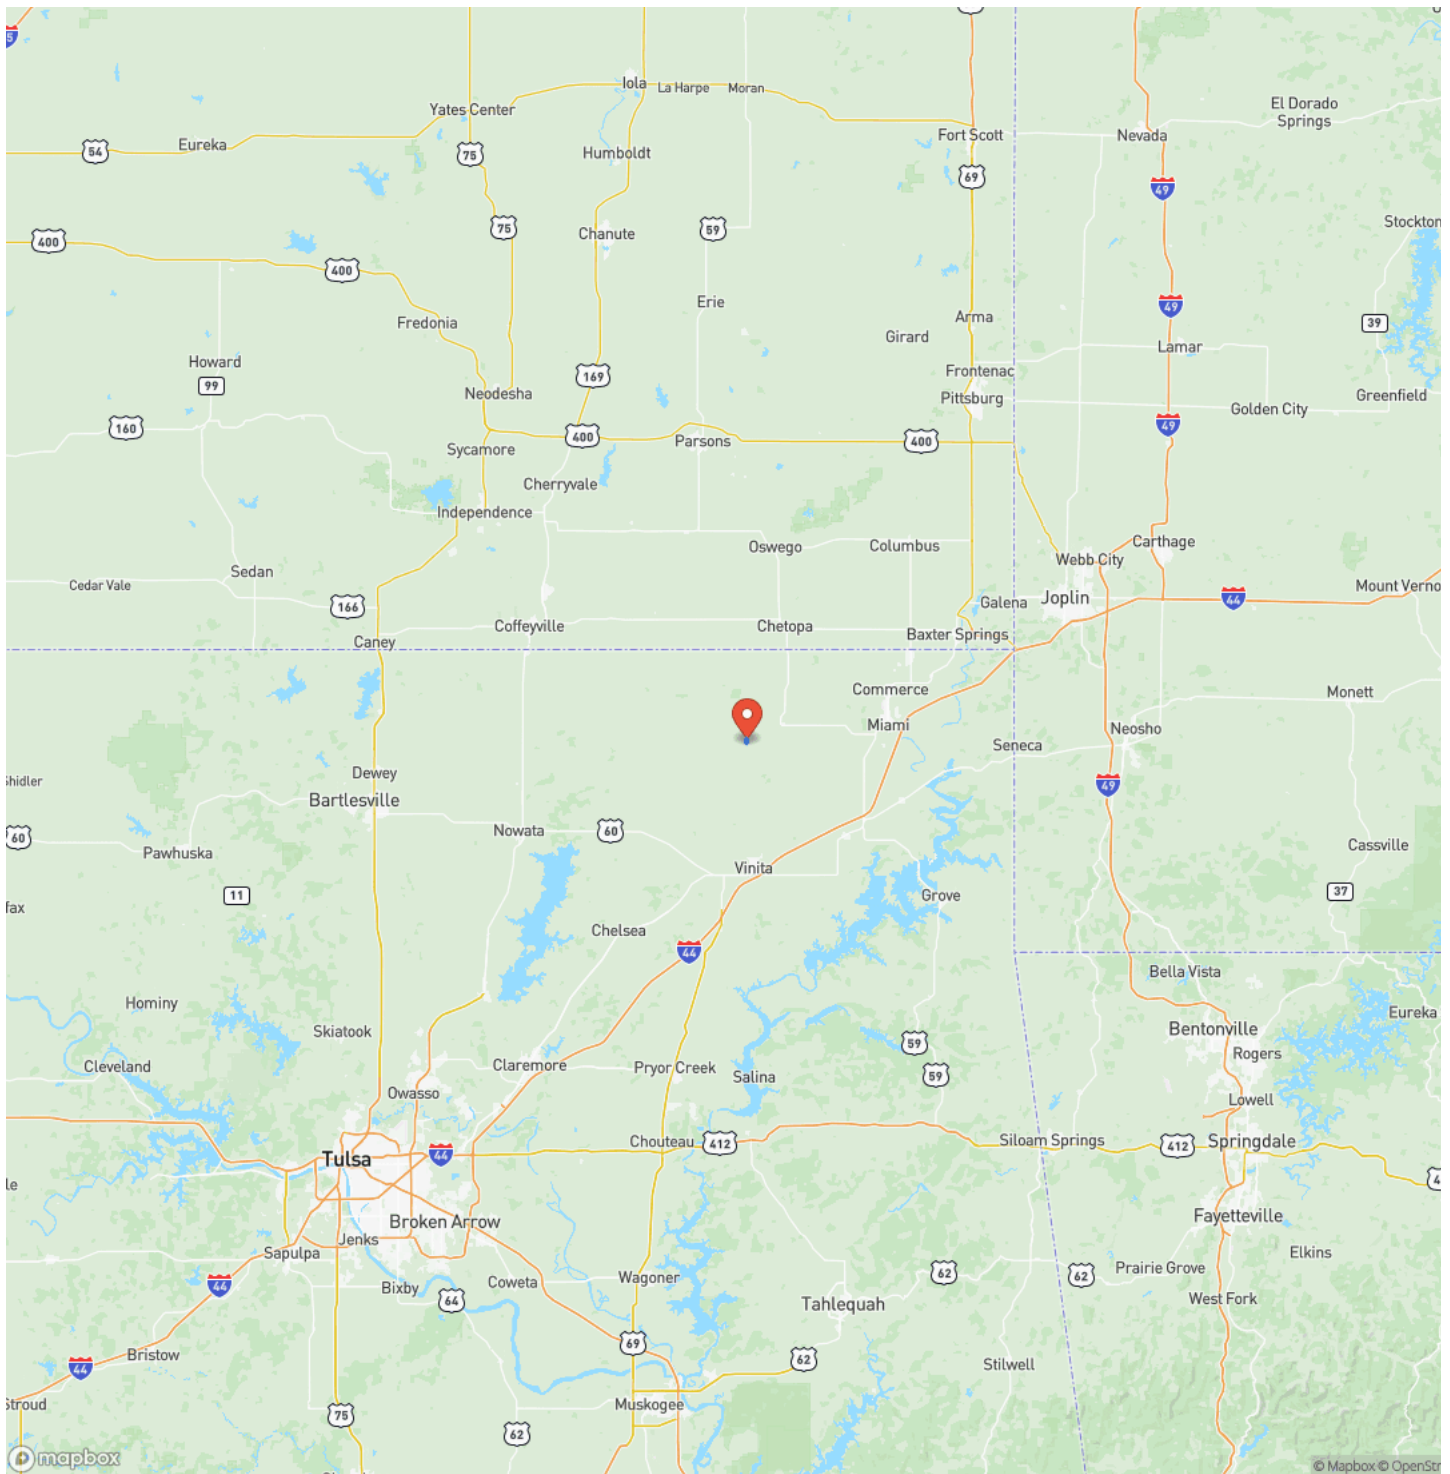 35
Iola
La Harpe
Moran
Yates Center
El Dorado
Springs
54
Eureka
75
Humboldt
Fort Scott
Nevada
69
49
400
75
Chanute
59
Stockton
400
Erie
49
39
Fredonia
Arma
Girard
Lamar
Howard
99
169
Frontenac
Neodesha
Pittsburg
Golden City
Greenfield
160
400
Parsons
400
49
Sycamore
Cherryvale
Independence
Oswego
Columbus
Carthage
Webb City
Sedan
Cedar Vale
166
Galena
Joplin
44
Mount Verno
Coffeyville
Chetopa
Baxter Springs
Caney
Commerce
Monett
Miami
Neosho
Seneca
Shidler
Dewey
49
Bartlesville
60
Nowata
60
Pawhuska
Vinita
Cassville
11
Grove
37
fax
Chelsea
44
Bella Vista
Hominy
Skiatook
Eureka
Bentonville
59
Rogers
Cleveland
Claremore
Pryor Creek
Salina
59
Owasso
Lowell
Chouteau
412
Siloam Springs
412
Springdale
Tulsa
44
4
le
Broken Arrow
Fayetteville
Jenks
Sapulpa
Elkins
44
Bixby
Coweta
Wagoner
62
62
Prairie Grove
64
Tahlequah
West Fork
69
Bristow
44
62
Stilwell
Stroud
75
Muskogee
62
mapbox
© Mapbox © OpenStr